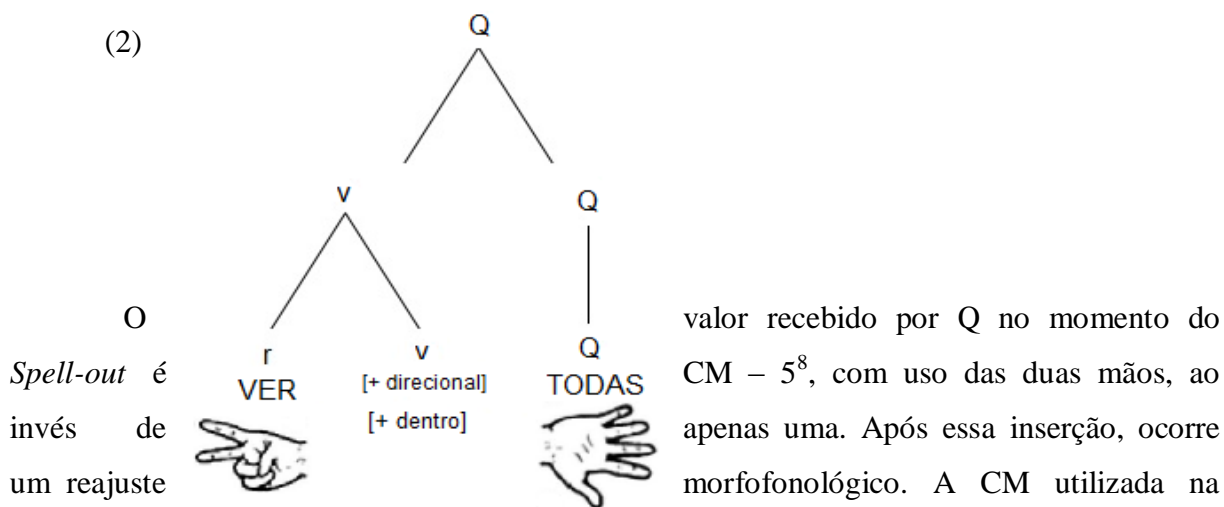 (2)
Q
v Q
r v Q
VER [+ direcional] TODAS
[+ dentro]
O valor recebido por Q no momento do
Spell-out é CM – 5⁸, com uso das duas mãos, ao
invés de apenas uma. Após essa inserção, ocorre
um reajuste morfofonológico. A CM utilizada na